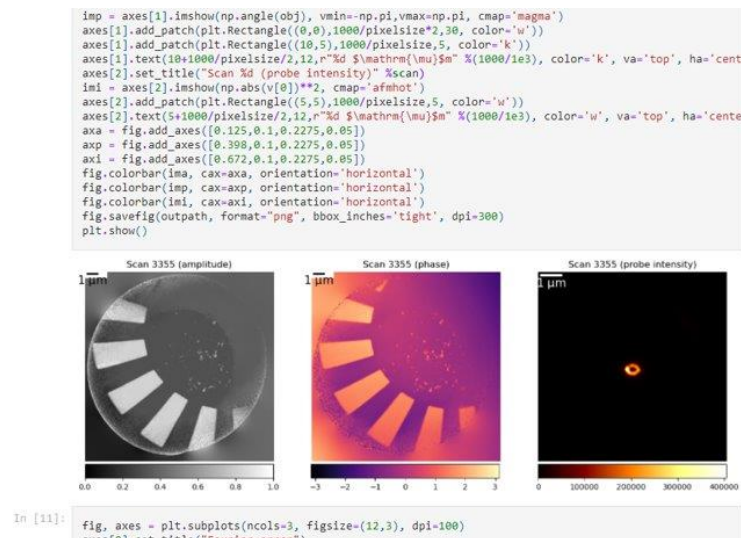 imp = axes[1].imshow(np.angle(obj), vmin=-np.pi,vmax=np.pi, cmap='magma')
axes[1].add_patch(plt.Rectangle((0,0),1000/pixelsize*2,30, color='w'))
axes[1].add_patch(plt.Rectangle((10,5),1000/pixelsize,5, color='k'))
axes[1].text(10+1000/pixelsize/2,12,r"%d $\mathrm{\mu}$m" %(1000/1e3), color='k', va='top', ha='cente
axes[2].set_title("Scan %d (probe intensity)" %scan)
imi = axes[2].imshow(np.abs(v[0])**2, cmap='afmhot')
axes[2].add_patch(plt.Rectangle((5,5),1000/pixelsize,5, color='w'))
axes[2].text(5+1000/pixelsize/2,12,r"%d $\mathrm{\mu}$m" %(1000/1e3), color='w', va='top', ha='cente
axa = fig.add_axes([0.125,0.1,0.2275,0.05])
axp = fig.add_axes([0.398,0.1,0.2275,0.05])
axi = fig.add_axes([0.672,0.1,0.2275,0.05])
fig.colorbar(ima, cax=axa, orientation='horizontal')
fig.colorbar(imp, cax=axp, orientation='horizontal')
fig.colorbar(imi, cax=axi, orientation='horizontal')
fig.savefig(outpath, format="png", bbox_inches='tight', dpi=300)
plt.show()
Scan 3355 (amplitude)
1 μm
0.0 0.2 0.4 0.6 0.8 1.0
Scan 3355 (phase)
1 μm
−3 −2 −1 0 1 2 3
Scan 3355 (probe intensity)
1 μm
0 100000 200000 300000 400000
In [11]:
fig, axes = plt.subplots(ncols=3, figsize=(12,3), dpi=100)